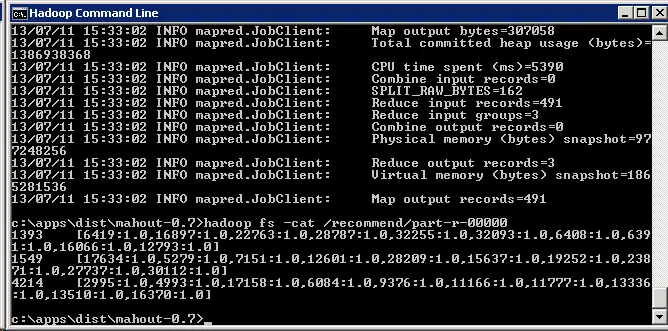 Hadoop Command Line
13/07/11 15:33:02 INFO mapred.JobClient:     Map output bytes=307058
13/07/11 15:33:02 INFO mapred.JobClient:     Total committed heap usage (bytes)=
1386938368
13/07/11 15:33:02 INFO mapred.JobClient:     CPU time spent (ms)=5390
13/07/11 15:33:02 INFO mapred.JobClient:     Combine input records=0
13/07/11 15:33:02 INFO mapred.JobClient:     SPLIT_RAW_BYTES=162
13/07/11 15:33:02 INFO mapred.JobClient:     Reduce input records=491
13/07/11 15:33:02 INFO mapred.JobClient:     Reduce input groups=3
13/07/11 15:33:02 INFO mapred.JobClient:     Combine output records=0
13/07/11 15:33:02 INFO mapred.JobClient:     Physical memory (bytes) snapshot=97
7248256
13/07/11 15:33:02 INFO mapred.JobClient:     Reduce output records=3
13/07/11 15:33:02 INFO mapred.JobClient:     Virtual memory (bytes) snapshot=186
5281536
13/07/11 15:33:02 INFO mapred.JobClient:     Map output records=491
c:\apps\dist\mahout-0.7>hadoop fs -cat /recommend/part-r-00000
1393    [6419:1.0,16897:1.0,22763:1.0,28787:1.0,32255:1.0,32093:1.0,6408:1.0,639
1:1.0,16066:1.0,12793:1.0]
1549    [17634:1.0,5279:1.0,7151:1.0,12601:1.0,28209:1.0,15637:1.0,19252:1.0,238
71:1.0,27737:1.0,30112:1.0]
4214    [2995:1.0,4993:1.0,17158:1.0,6084:1.0,9376:1.0,11166:1.0,11777:1.0,13336
:1.0,13510:1.0,16370:1.0]
c:\apps\dist\mahout-0.7>_